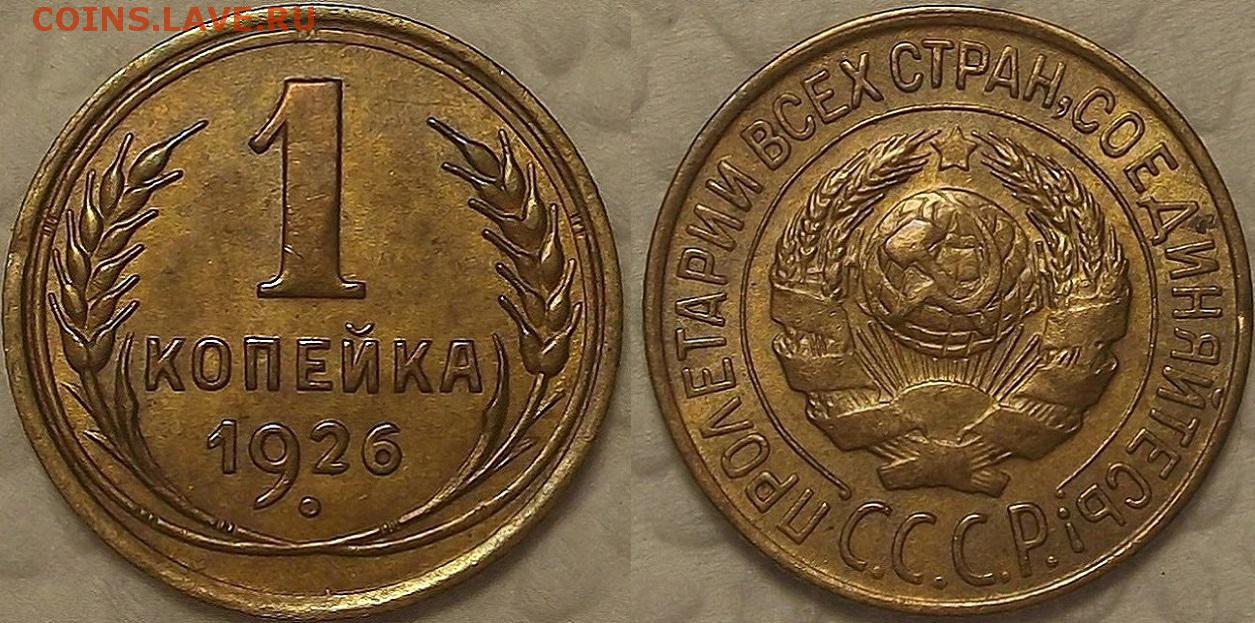 COINS.LAVE.RU
1
КОПЕЙКА
1926
ПРОЛЕТАРИИ ВСЕХ СТРАН, СОЕДИНЯЙТЕСЬ!
С.С.С.Р.